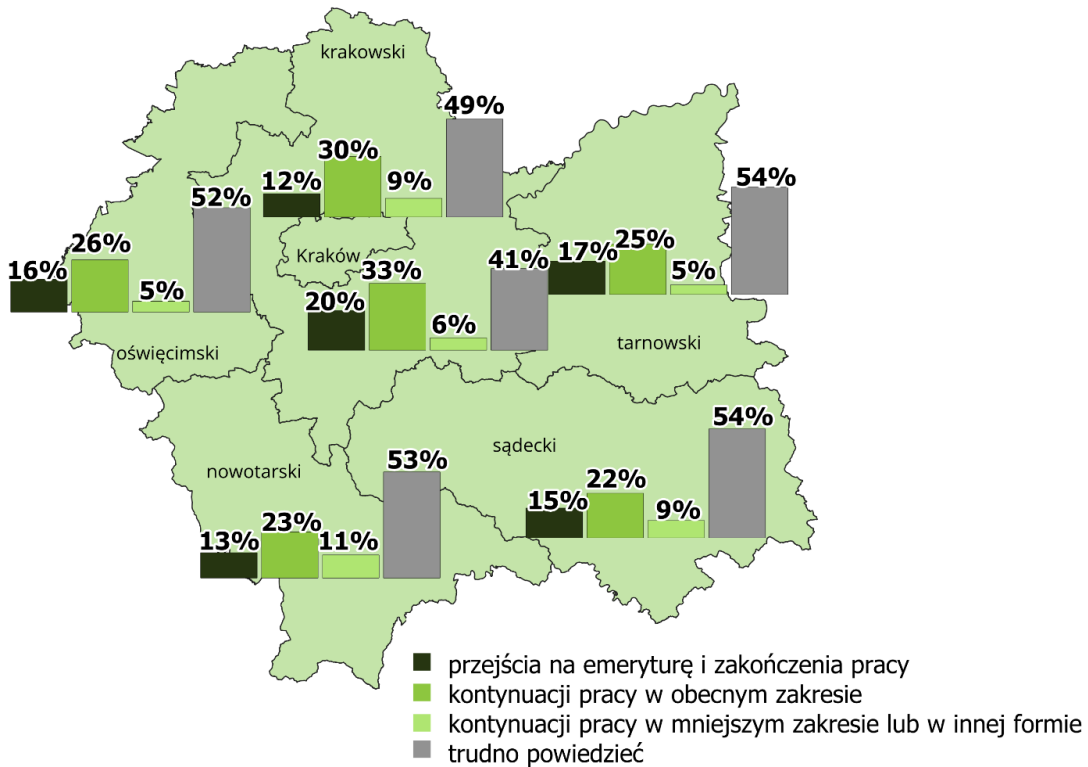 krakowski
49%
30%
12%
9%
52%
26%
16%
5%
oświęcimski
Kraków
41%
33%
20%
6%
54%
25%
17%
5%
tarnowski
nowotarski
53%
23%
13%
11%
sądecki
54%
22%
15%
9%
przejścia na emeryturę i zakończenia pracy
kontynuacji pracy w obecnym zakresie
kontynuacji pracy w mniejszym zakresie lub w innej formie
trudno powiedzieć